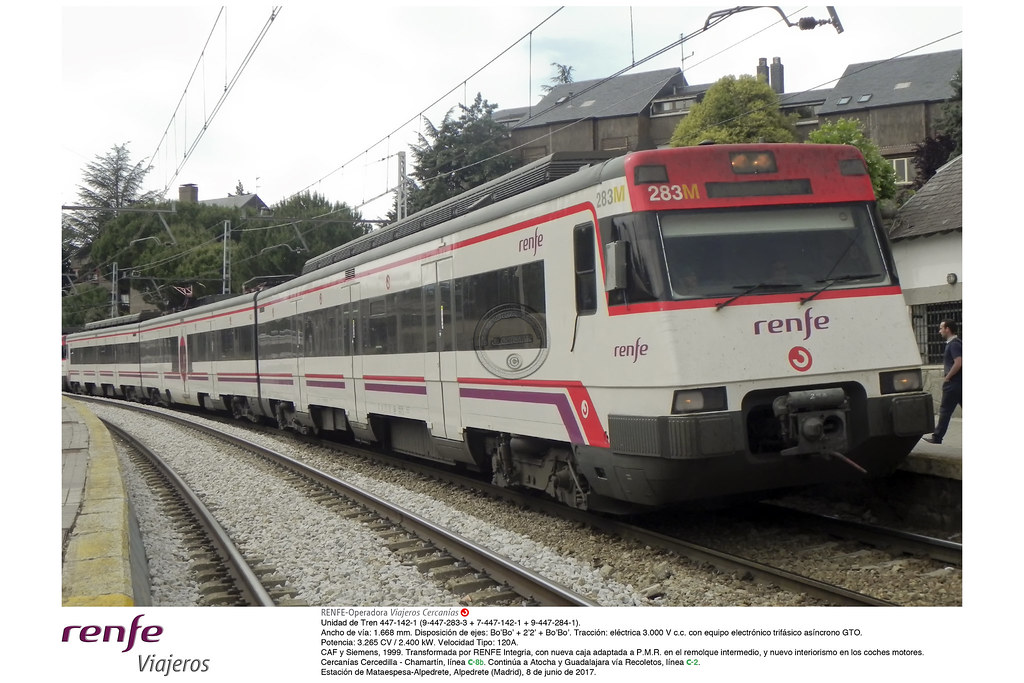 283M
283M
renfe
renfe
renfe
renfe
Viajeros
RENFE-Operadora Viajeros Cercanías
Unidad de Tren 447-142-1 (9-447-283-3 + 7-447-142-1 + 9-447-284-1).
Ancho de vía: 1.668 mm. Disposición de ejes: Bo'Bo' + 2'2' + Bo'Bo'. Tracción: eléctrica 3.000 V c.c. con equipo electrónico trifásico asíncrono GTO.
Potencia: 3.265 CV / 2.400 kW. Velocidad Tipo: 120A.
CAF y Siemens, 1999. Transformada por RENFE Integria, con nueva caja adaptada a P.M.R. en el remolque intermedio, y nuevo interiorismo en los coches motores.
Cercanías Cercedilla - Chamartín, línea C-8b. Continúa a Atocha y Guadalajara vía Recoletos, línea C-2.
Estación de Mataespesa-Alpedrete, Alpedrete (Madrid), 8 de junio de 2017.